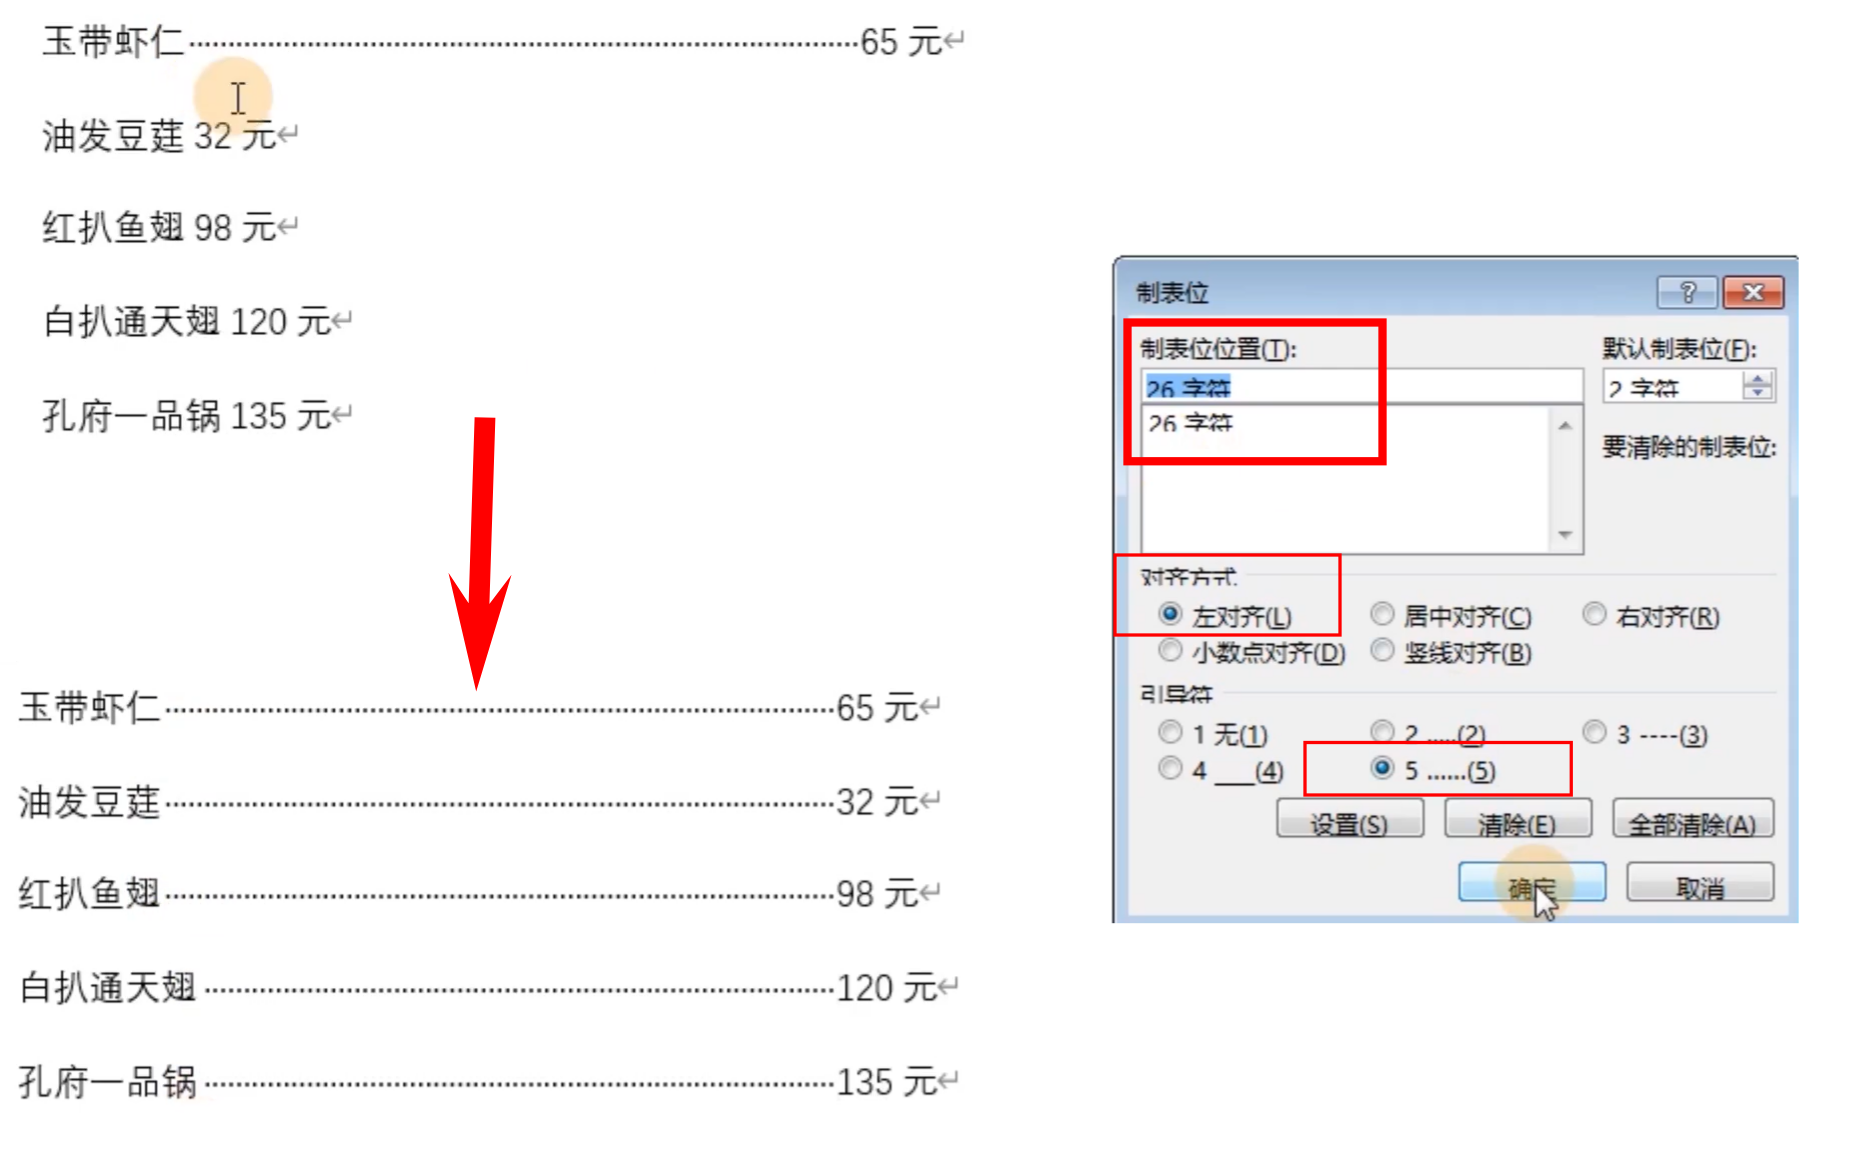 玉带虾仁·······························65 元↵
油发豆莛 32 元↵
红扒鱼翅 98 元↵
白扒通天翅 120 元↵
孔府一品锅 135 元↵
玉带虾仁·······························65 元↵
油发豆莛·······························32 元↵
红扒鱼翅·······························98 元↵
白扒通天翅·····························120 元↵
孔府一品锅·····························135 元↵
制表位
制表位位置(T): 默认制表位(F):
26 字符 2 字符
26 字符
要清除的制表位:
对齐方式
左对齐(L) 居中对齐(C) 右对齐(R)
小数点对齐(D) 竖线对齐(B)
引导符
1 无(1) 2 .....(2) 3 ----(3)
4 ___(4) 5 ......(5)
设置(S) 清除(E) 全部清除(A)
确定 取消